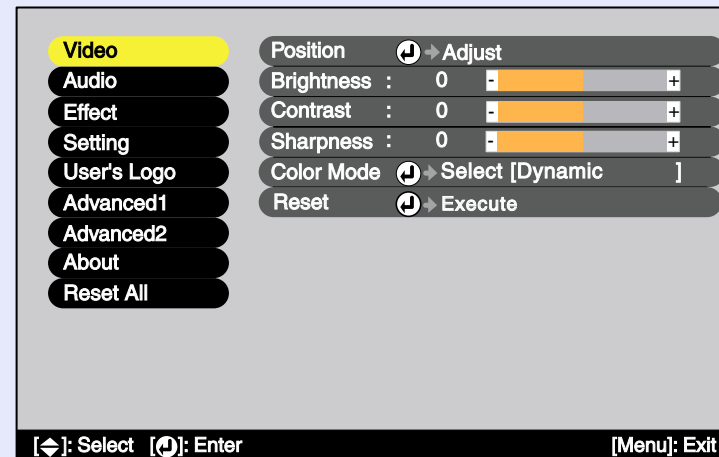 Video
Audio
Effect
Setting
User's Logo
Advanced1
Advanced2
About
Reset All
Position Adjust
Brightness : 0 - +
Contrast : 0 - +
Sharpness : 0 - +
Color Mode Select [Dynamic ]
Reset Execute
[ ]: Select [ ]: Enter [Menu]: Exit